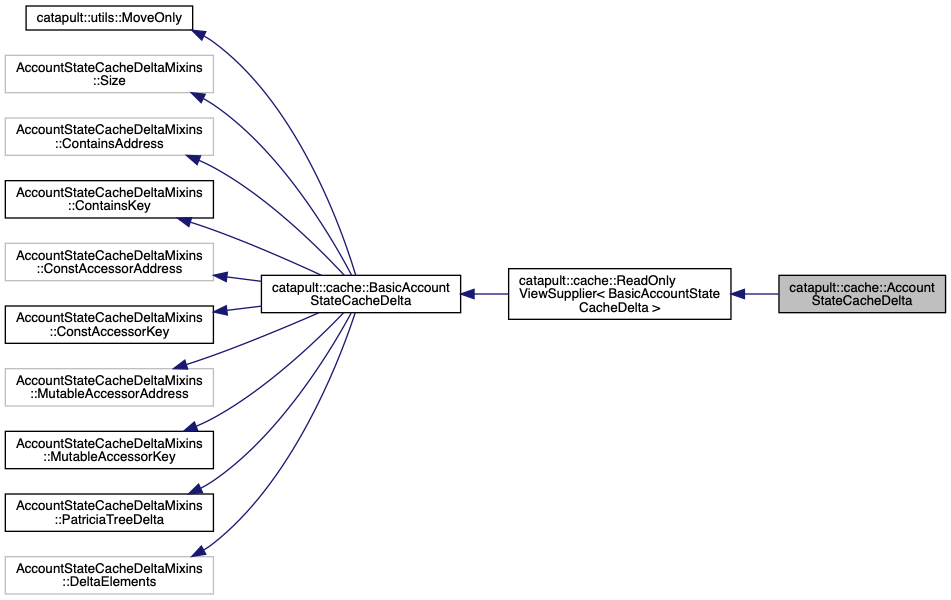 catapult::utils::MoveOnly
AccountStateCacheDeltaMixins
::Size
AccountStateCacheDeltaMixins
::ContainsAddress
AccountStateCacheDeltaMixins
::ContainsKey
AccountStateCacheDeltaMixins
::ConstAccessorAddress
AccountStateCacheDeltaMixins
::ConstAccessorKey
AccountStateCacheDeltaMixins
::MutableAccessorAddress
AccountStateCacheDeltaMixins
::MutableAccessorKey
AccountStateCacheDeltaMixins
::PatriciaTreeDelta
AccountStateCacheDeltaMixins
::DeltaElements
catapult::cache::BasicAccount
StateCacheDelta
catapult::cache::ReadOnly
ViewSupplier< BasicAccountState
CacheDelta >
catapult::cache::Account
StateCacheDelta